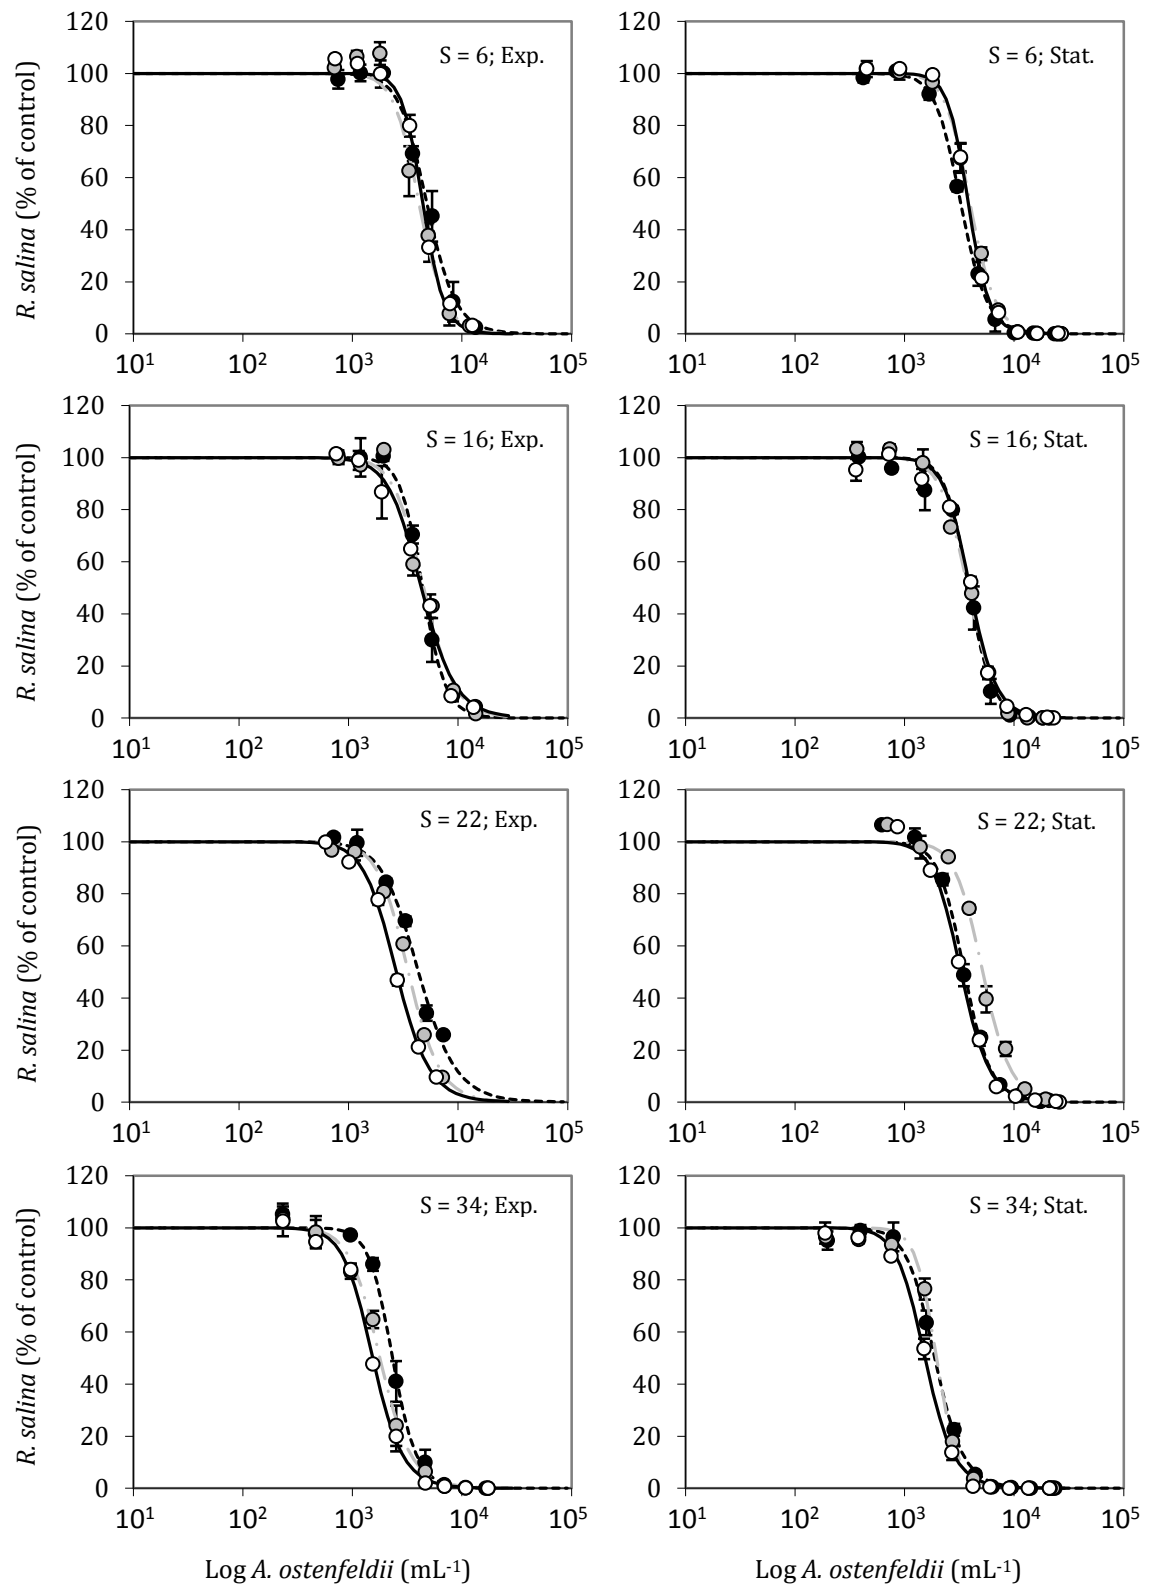 120
100
80
60
40
20
0
R. salina (% of control)
S = 6; Exp.
10¹ 10² 10³ 10⁴ 10⁵
120
100
80
60
40
20
0
S = 6; Stat.
10¹ 10² 10³ 10⁴ 10⁵
120
100
80
60
40
20
0
R. salina (% of control)
S = 16; Exp.
10¹ 10² 10³ 10⁴ 10⁵
120
100
80
60
40
20
0
S = 16; Stat.
10¹ 10² 10³ 10⁴ 10⁵
120
100
80
60
40
20
0
R. salina (% of control)
S = 22; Exp.
10¹ 10² 10³ 10⁴ 10⁵
120
100
80
60
40
20
0
S = 22; Stat.
10¹ 10² 10³ 10⁴ 10⁵
120
100
80
60
40
20
0
R. salina (% of control)
S = 34; Exp.
10¹ 10² 10³ 10⁴ 10⁵
Log A. ostenfeldii (mL⁻¹)
120
100
80
60
40
20
0
S = 34; Stat.
10¹ 10² 10³ 10⁴ 10⁵
Log A. ostenfeldii (mL⁻¹)